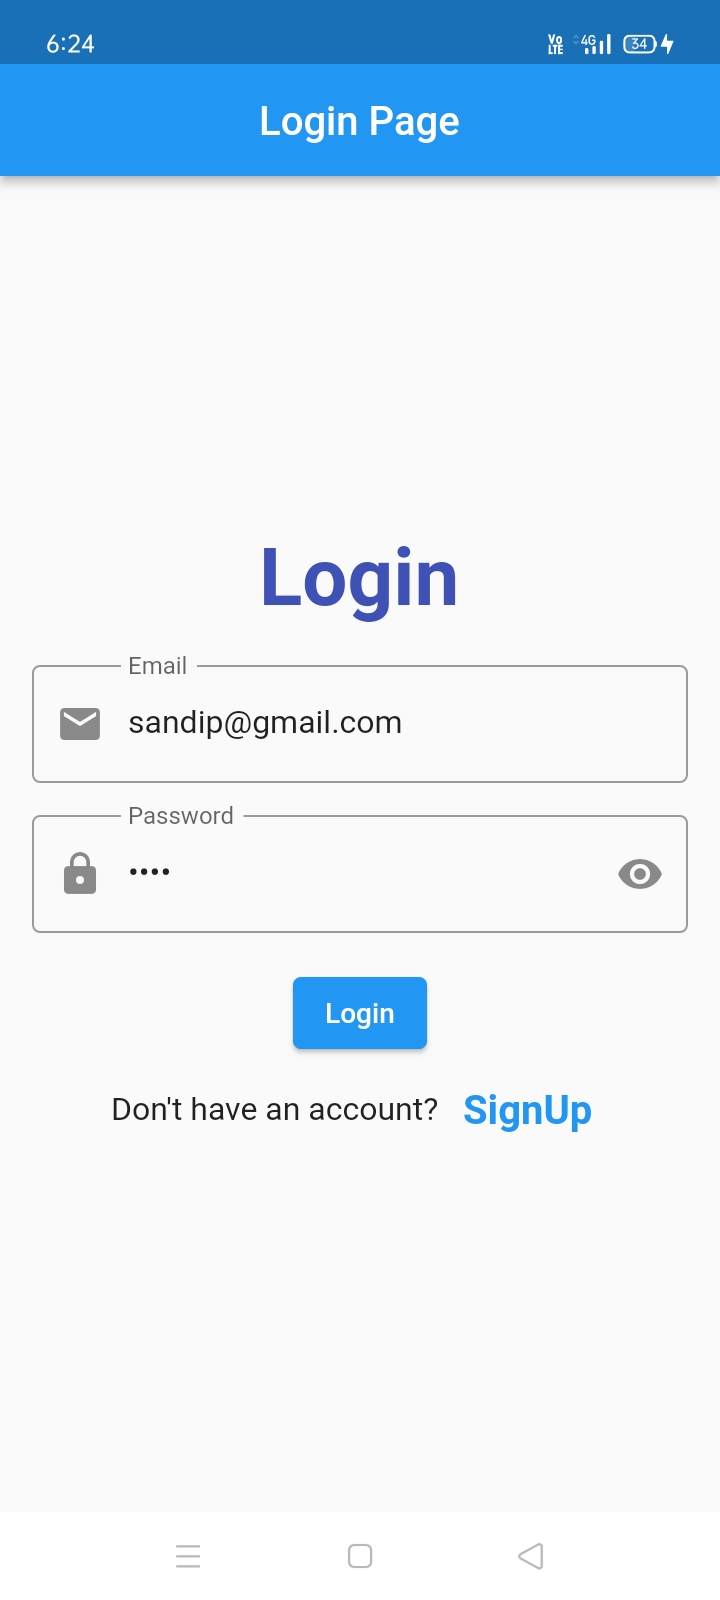 6:24
Vo LTE 4G 34
Login Page
Login
Email
sandip@gmail.com
Password
••••
Login
Don't have an account? SignUp